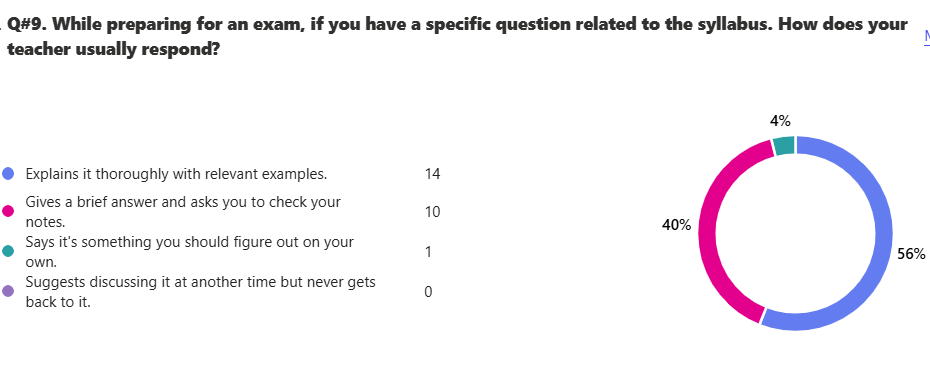 Q#9. While preparing for an exam, if you have a specific question related to the syllabus. How does your
teacher usually respond?
Explains it thoroughly with relevant examples. 14
Gives a brief answer and asks you to check your
notes. 10
Says it's something you should figure out on your
own. 1
Suggests discussing it at another time but never gets
back to it. 0
4%
40%
56%